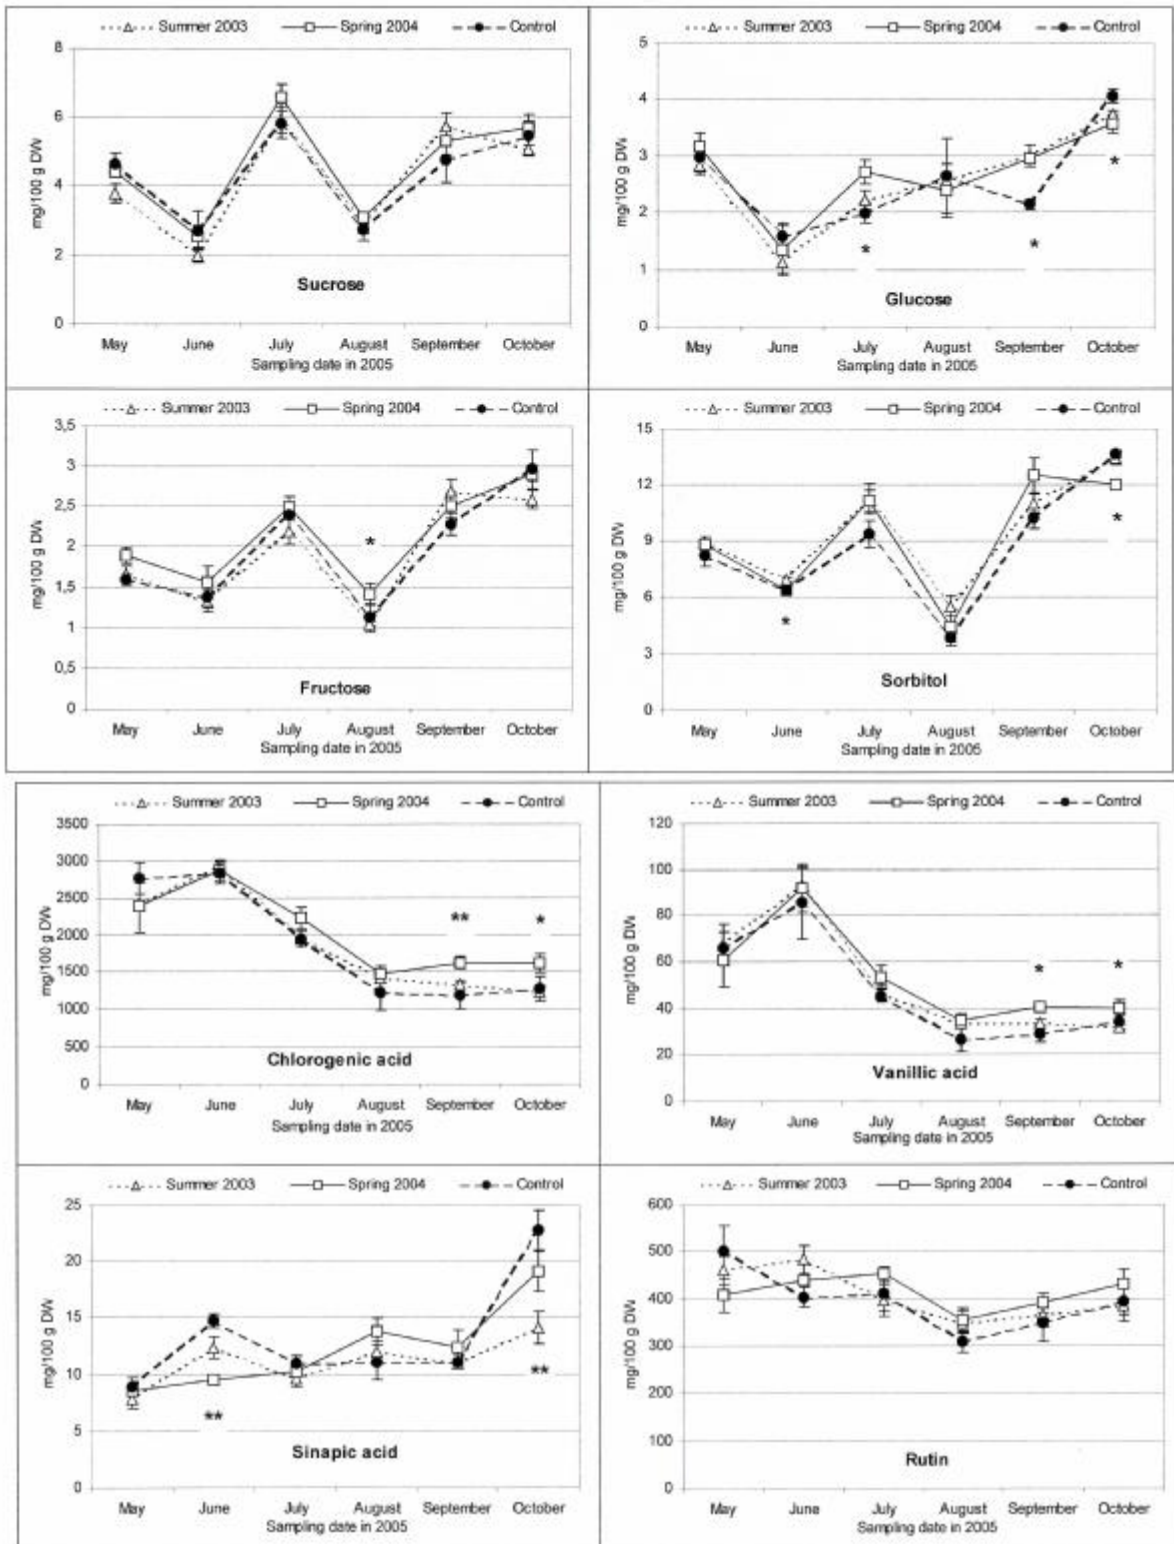 Summer 2003 Spring 2004 Control
8
6
4
2
0
mg/100 g DW
Sucrose
May June July August September October
Sampling date in 2005
Summer 2003 Spring 2004 Control
5
4
3
2
1
0
mg/100 g DW
*
*
*
Glucose
May June July August September October
Sampling date in 2005
Summer 2003 Spring 2004 Control
3,5
3
2,5
2
1,5
1
0,5
0
mg/100 g DW
*
Fructose
May June July August September October
Sampling date in 2005
Summer 2003 Spring 2004 Control
15
12
9
6
3
0
mg/100 g DW
*
*
Sorbitol
May June July August September October
Sampling date in 2005
Summer 2003 Spring 2004 Control
3500
3000
2500
2000
1500
1000
500
0
mg/100 g DW
**
*
Chlorogenic acid
May June July August September October
Sampling date in 2005
Summer 2003 Spring 2004 Control
120
100
80
60
40
20
0
mg/100 g DW
*
*
Vanillic acid
May June July August September October
Sampling date in 2005
Summer 2003 Spring 2004 Control
25
20
15
10
5
0
mg/100 g DW
**
**
Sinapic acid
May June July August September October
Sampling date in 2005
Summer 2003 Spring 2004 Control
600
500
400
300
200
100
0
mg/100 g DW
Rutin
May June July August September October
Sampling date in 2005